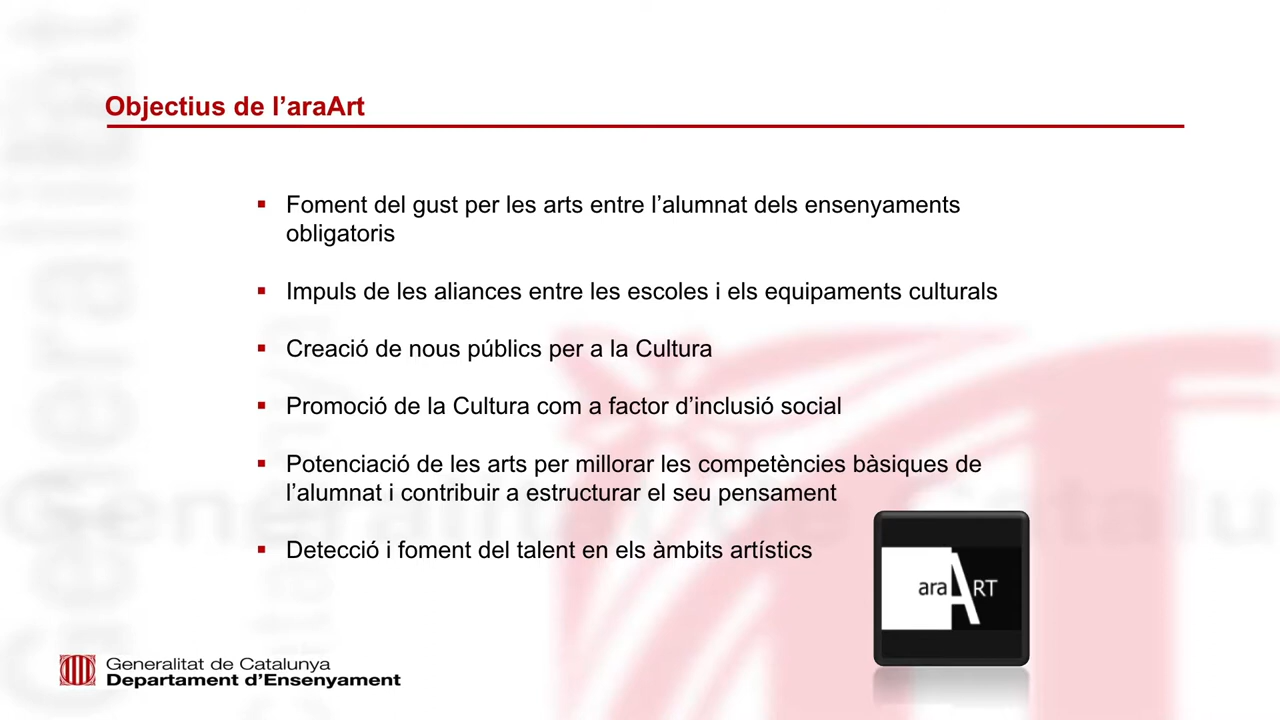 Objectius de l’araArt
▪ Foment del gust per les arts entre l’alumnat dels ensenyaments
obligatoris
▪ Impuls de les aliances entre les escoles i els equipaments culturals
▪ Creació de nous públics per a la Cultura
▪ Promoció de la Cultura com a factor d’inclusió social
▪ Potenciació de les arts per millorar les competències bàsiques de
l’alumnat i contribuir a estructurar el seu pensament
▪ Detecció i foment del talent en els àmbits artístics
araART
Generalitat de Catalunya
Departament d’Ensenyament